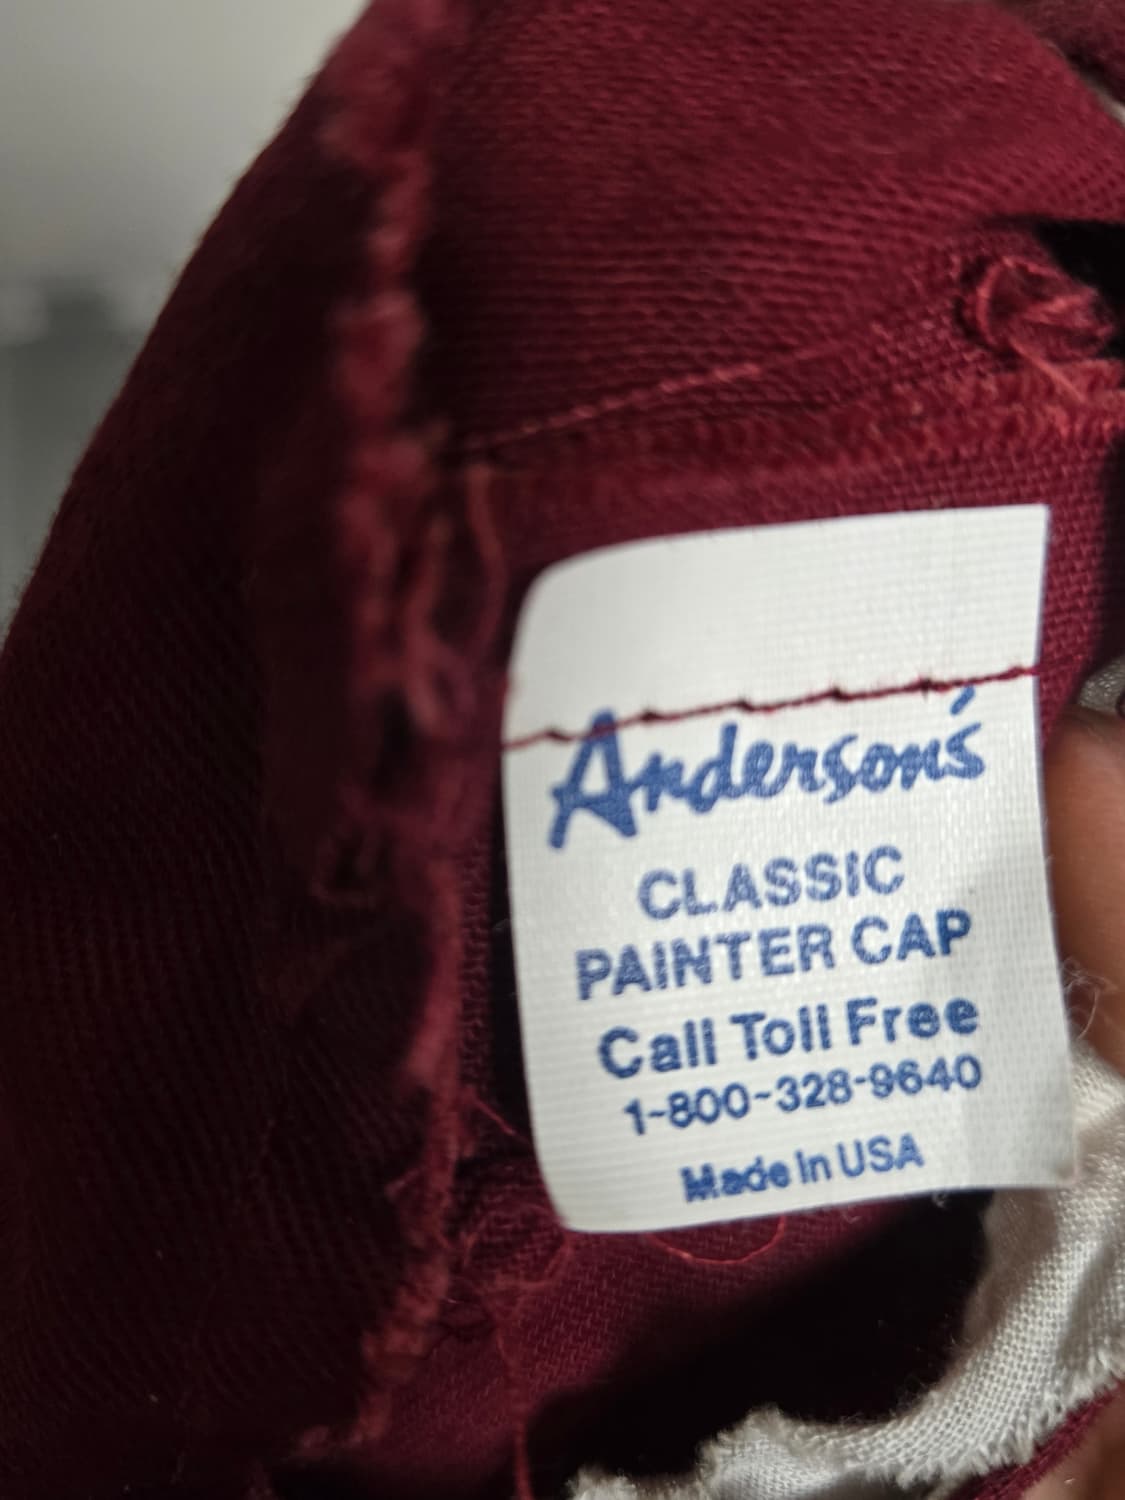 Anderson's
CLASSIC
PAINTER CAP
Call Toll Free
1-800-328-9640
Made in USA